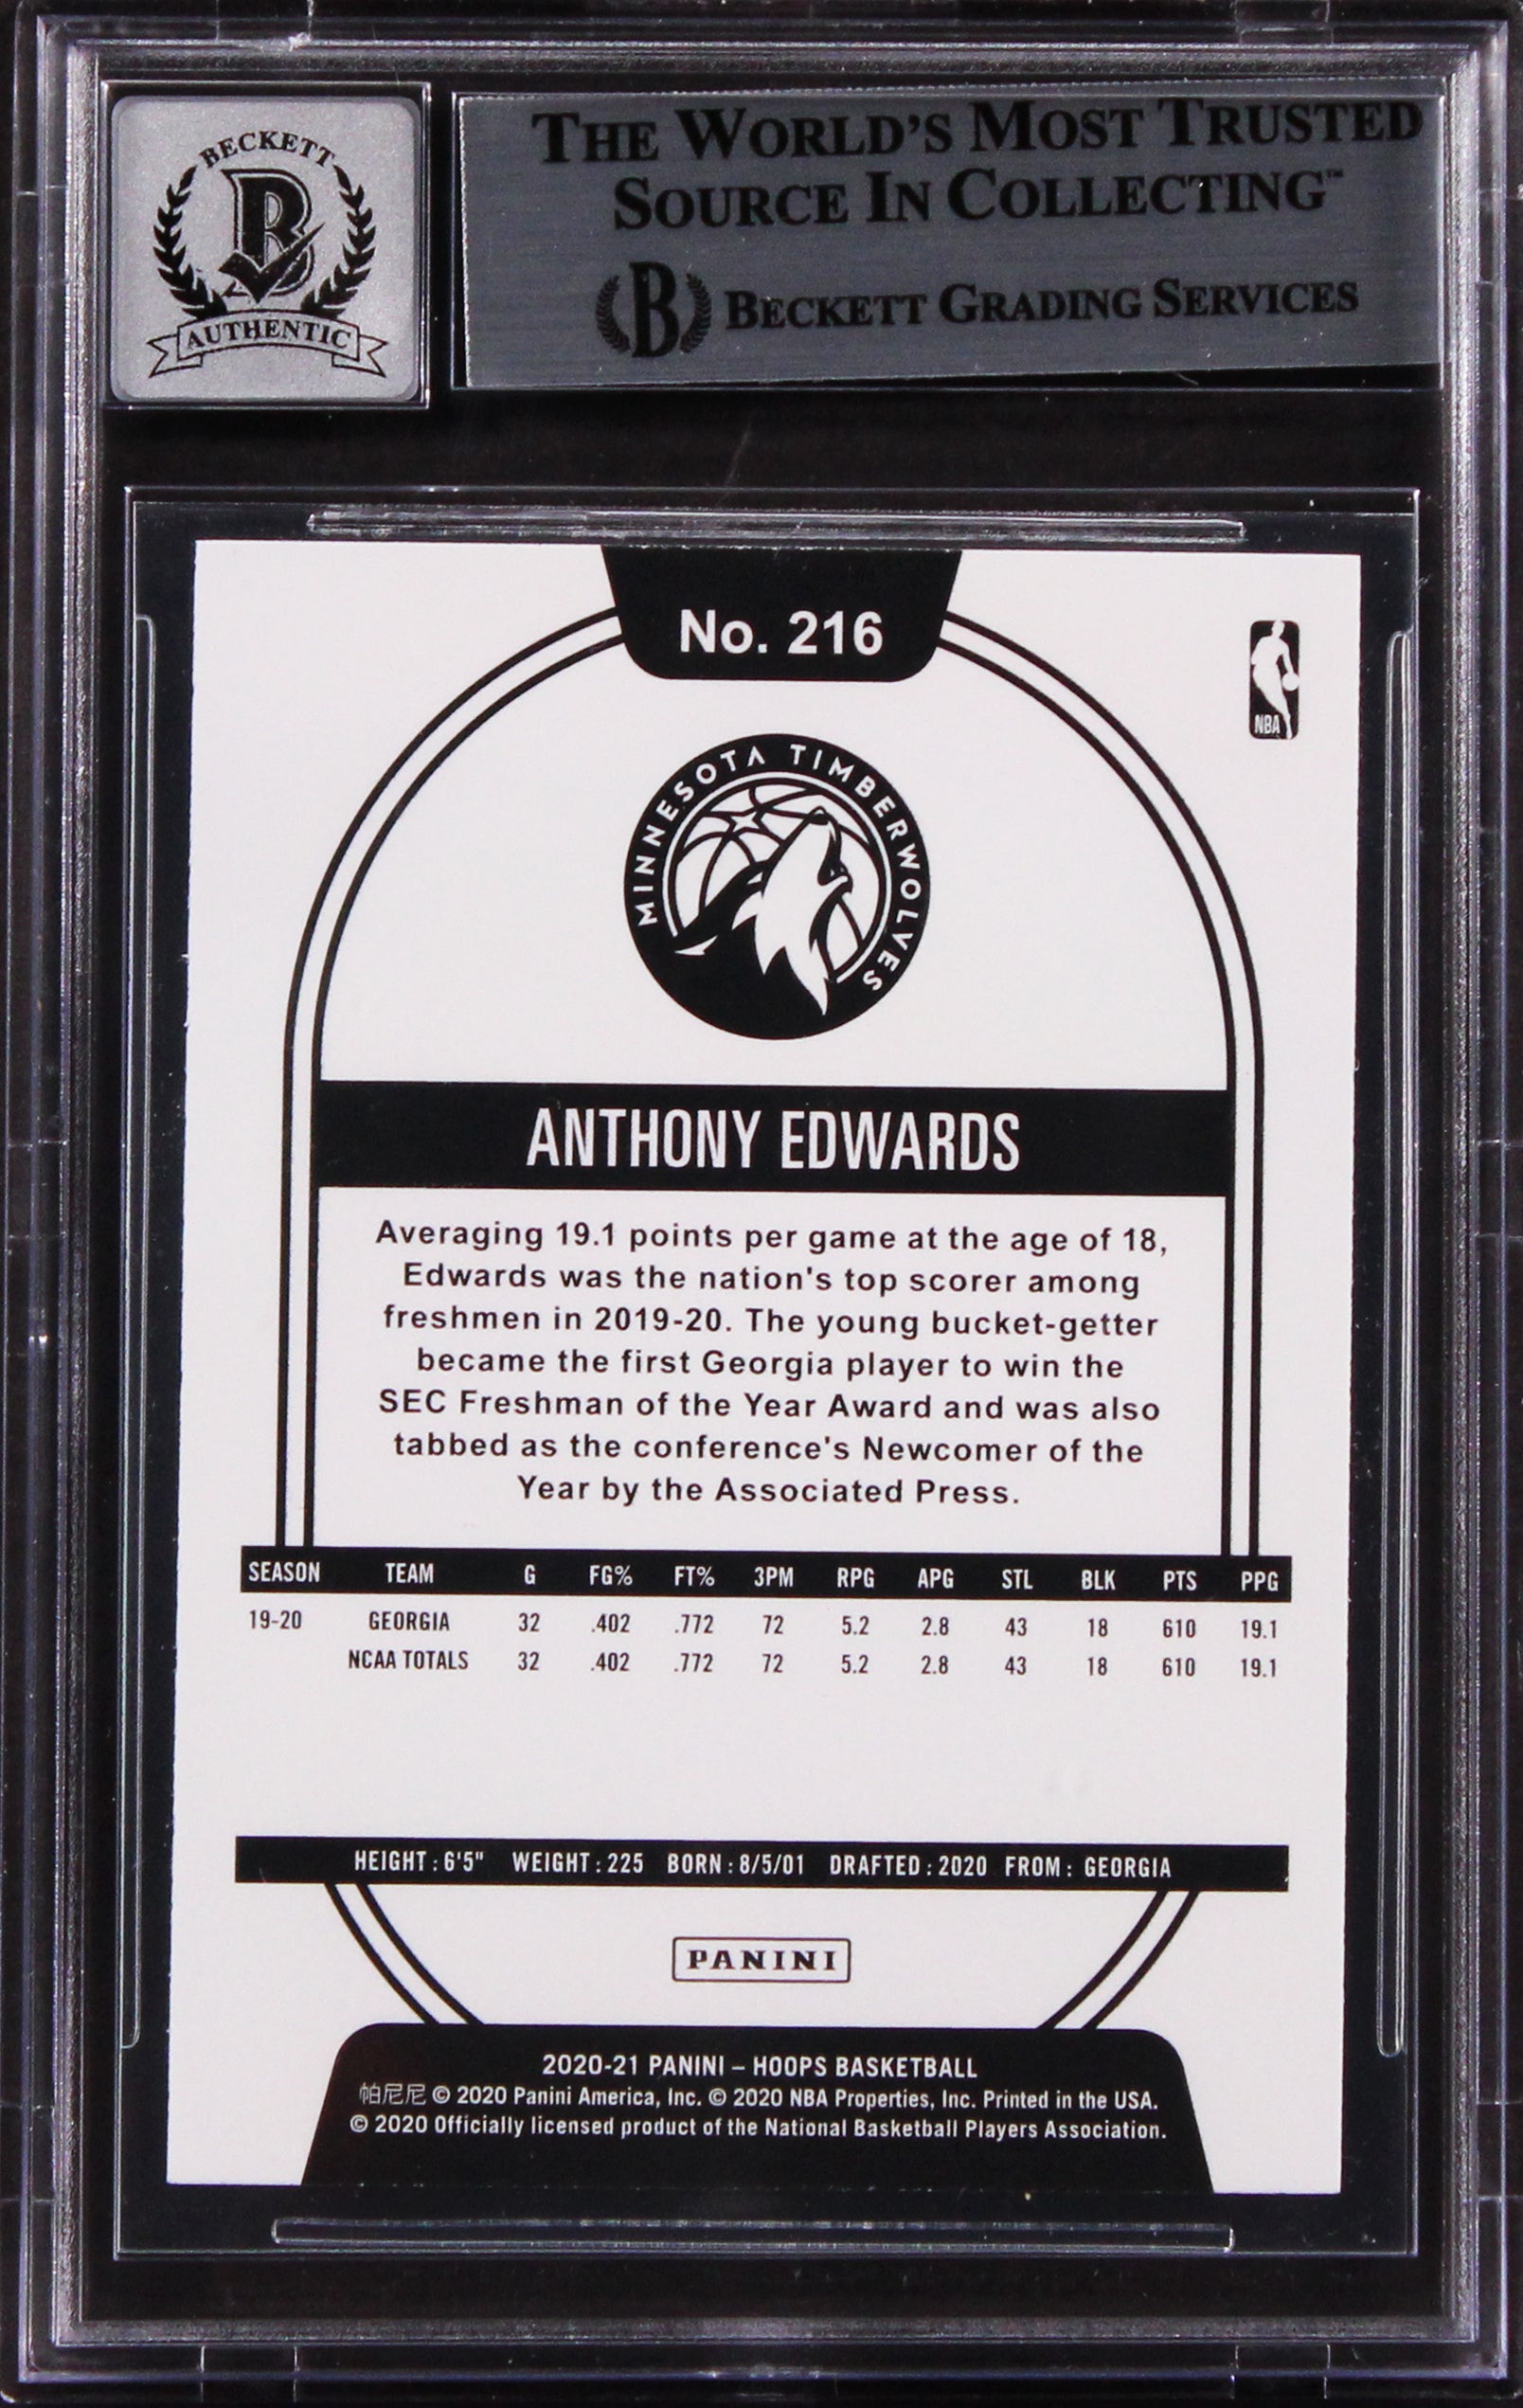 BECKETT
B
AUTHENTIC
THE WORLD'S MOST TRUSTED
SOURCE IN COLLECTING™
B BECKETT GRADING SERVICES
No. 216
NBA
MINNESOTA TIMBERWOLVES
ANTHONY EDWARDS
Averaging 19.1 points per game at the age of 18,
Edwards was the nation's top scorer among
freshmen in 2019-20. The young bucket-getter
became the first Georgia player to win the
SEC Freshman of the Year Award and was also
tabbed as the conference's Newcomer of the
Year by the Associated Press.
SEASON TEAM G FG% FT% 3PM RPG APG STL BLK PTS PPG
19-20 GEORGIA 32 .402 .772 72 5.2 2.8 43 18 610 19.1
NCAA TOTALS 32 .402 .772 72 5.2 2.8 43 18 610 19.1
HEIGHT : 6'5" WEIGHT : 225 BORN : 8/5/01 DRAFTED : 2020 FROM : GEORGIA
PANINI
2020-21 PANINI – HOOPS BASKETBALL
帕尼尼 © 2020 Panini America, Inc. © 2020 NBA Properties, Inc. Printed in the USA.
© 2020 Officially licensed product of the National Basketball Players Association.